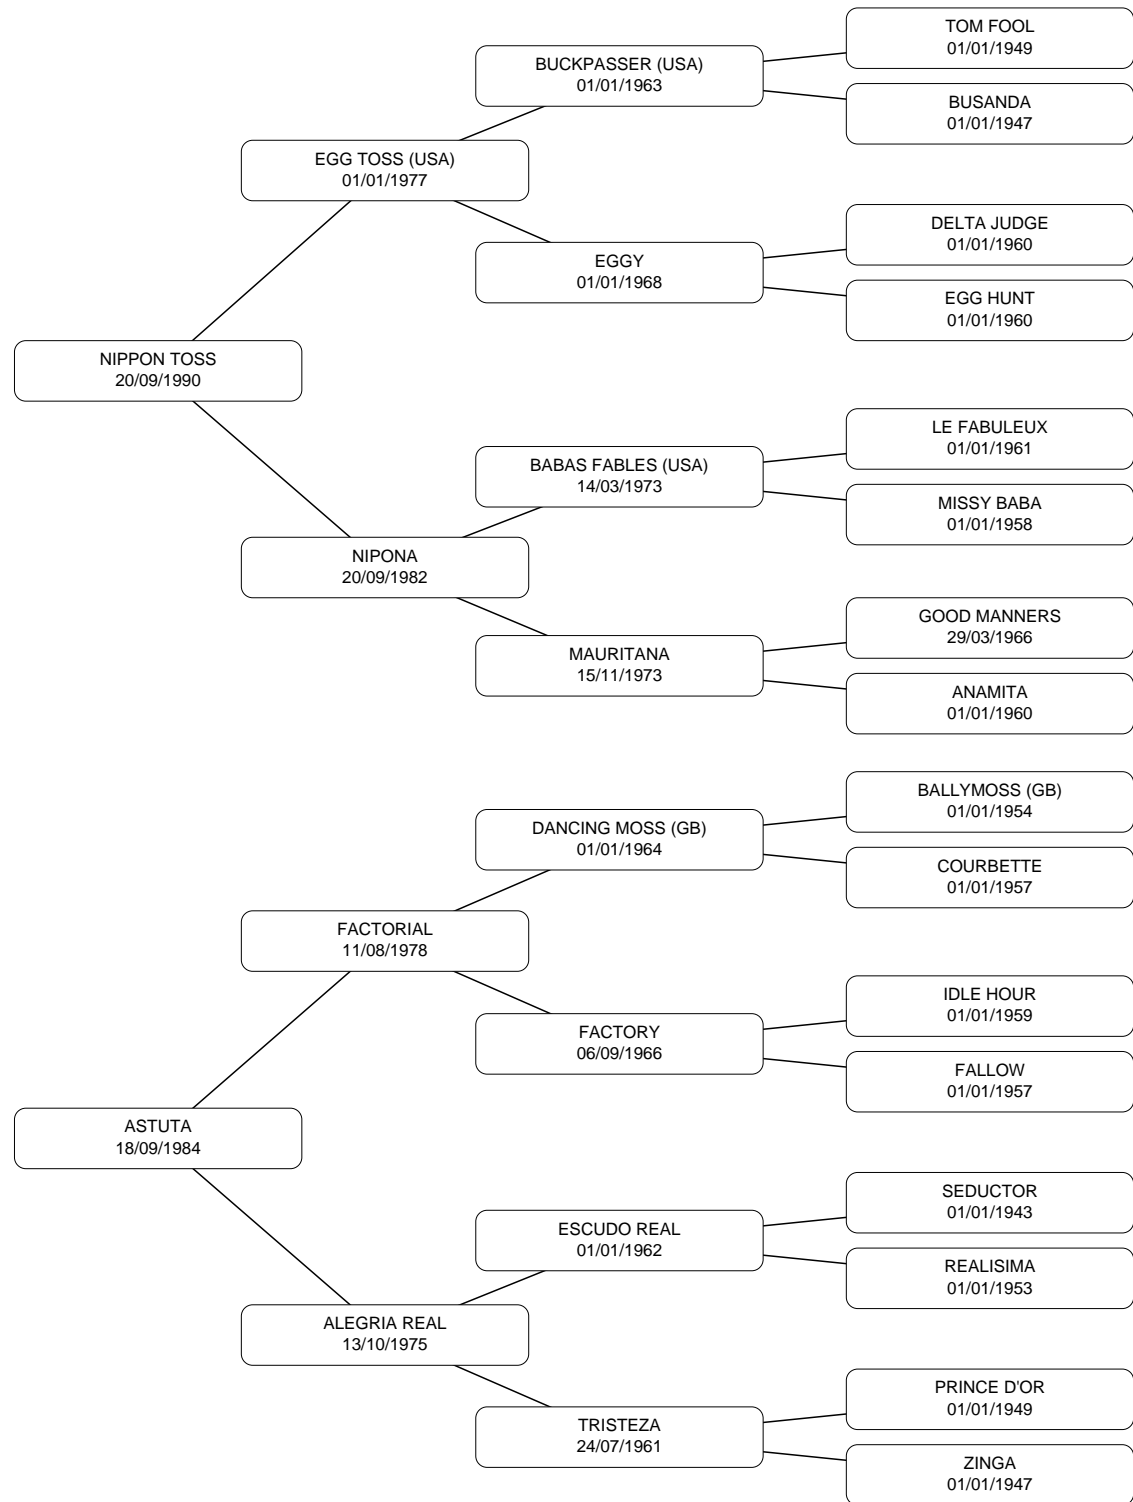 TOM FOOL
01/01/1949
BUCKPASSER (USA)
01/01/1963
BUSANDA
01/01/1947
EGG TOSS (USA)
01/01/1977
DELTA JUDGE
01/01/1960
EGGY
01/01/1968
EGG HUNT
01/01/1960
NIPPON TOSS
20/09/1990
LE FABULEUX
01/01/1961
BABAS FABLES (USA)
14/03/1973
MISSY BABA
01/01/1958
NIPONA
20/09/1982
GOOD MANNERS
29/03/1966
MAURITANA
15/11/1973
ANAMITA
01/01/1960
BALLYMOSS (GB)
01/01/1954
DANCING MOSS (GB)
01/01/1964
COURBETTE
01/01/1957
FACTORIAL
11/08/1978
IDLE HOUR
01/01/1959
FACTORY
06/09/1966
FALLOW
01/01/1957
ASTUTA
18/09/1984
SEDUCTOR
01/01/1943
ESCUDO REAL
01/01/1962
REALISIMA
01/01/1953
ALEGRIA REAL
13/10/1975
PRINCE D'OR
01/01/1949
TRISTEZA
24/07/1961
ZINGA
01/01/1947